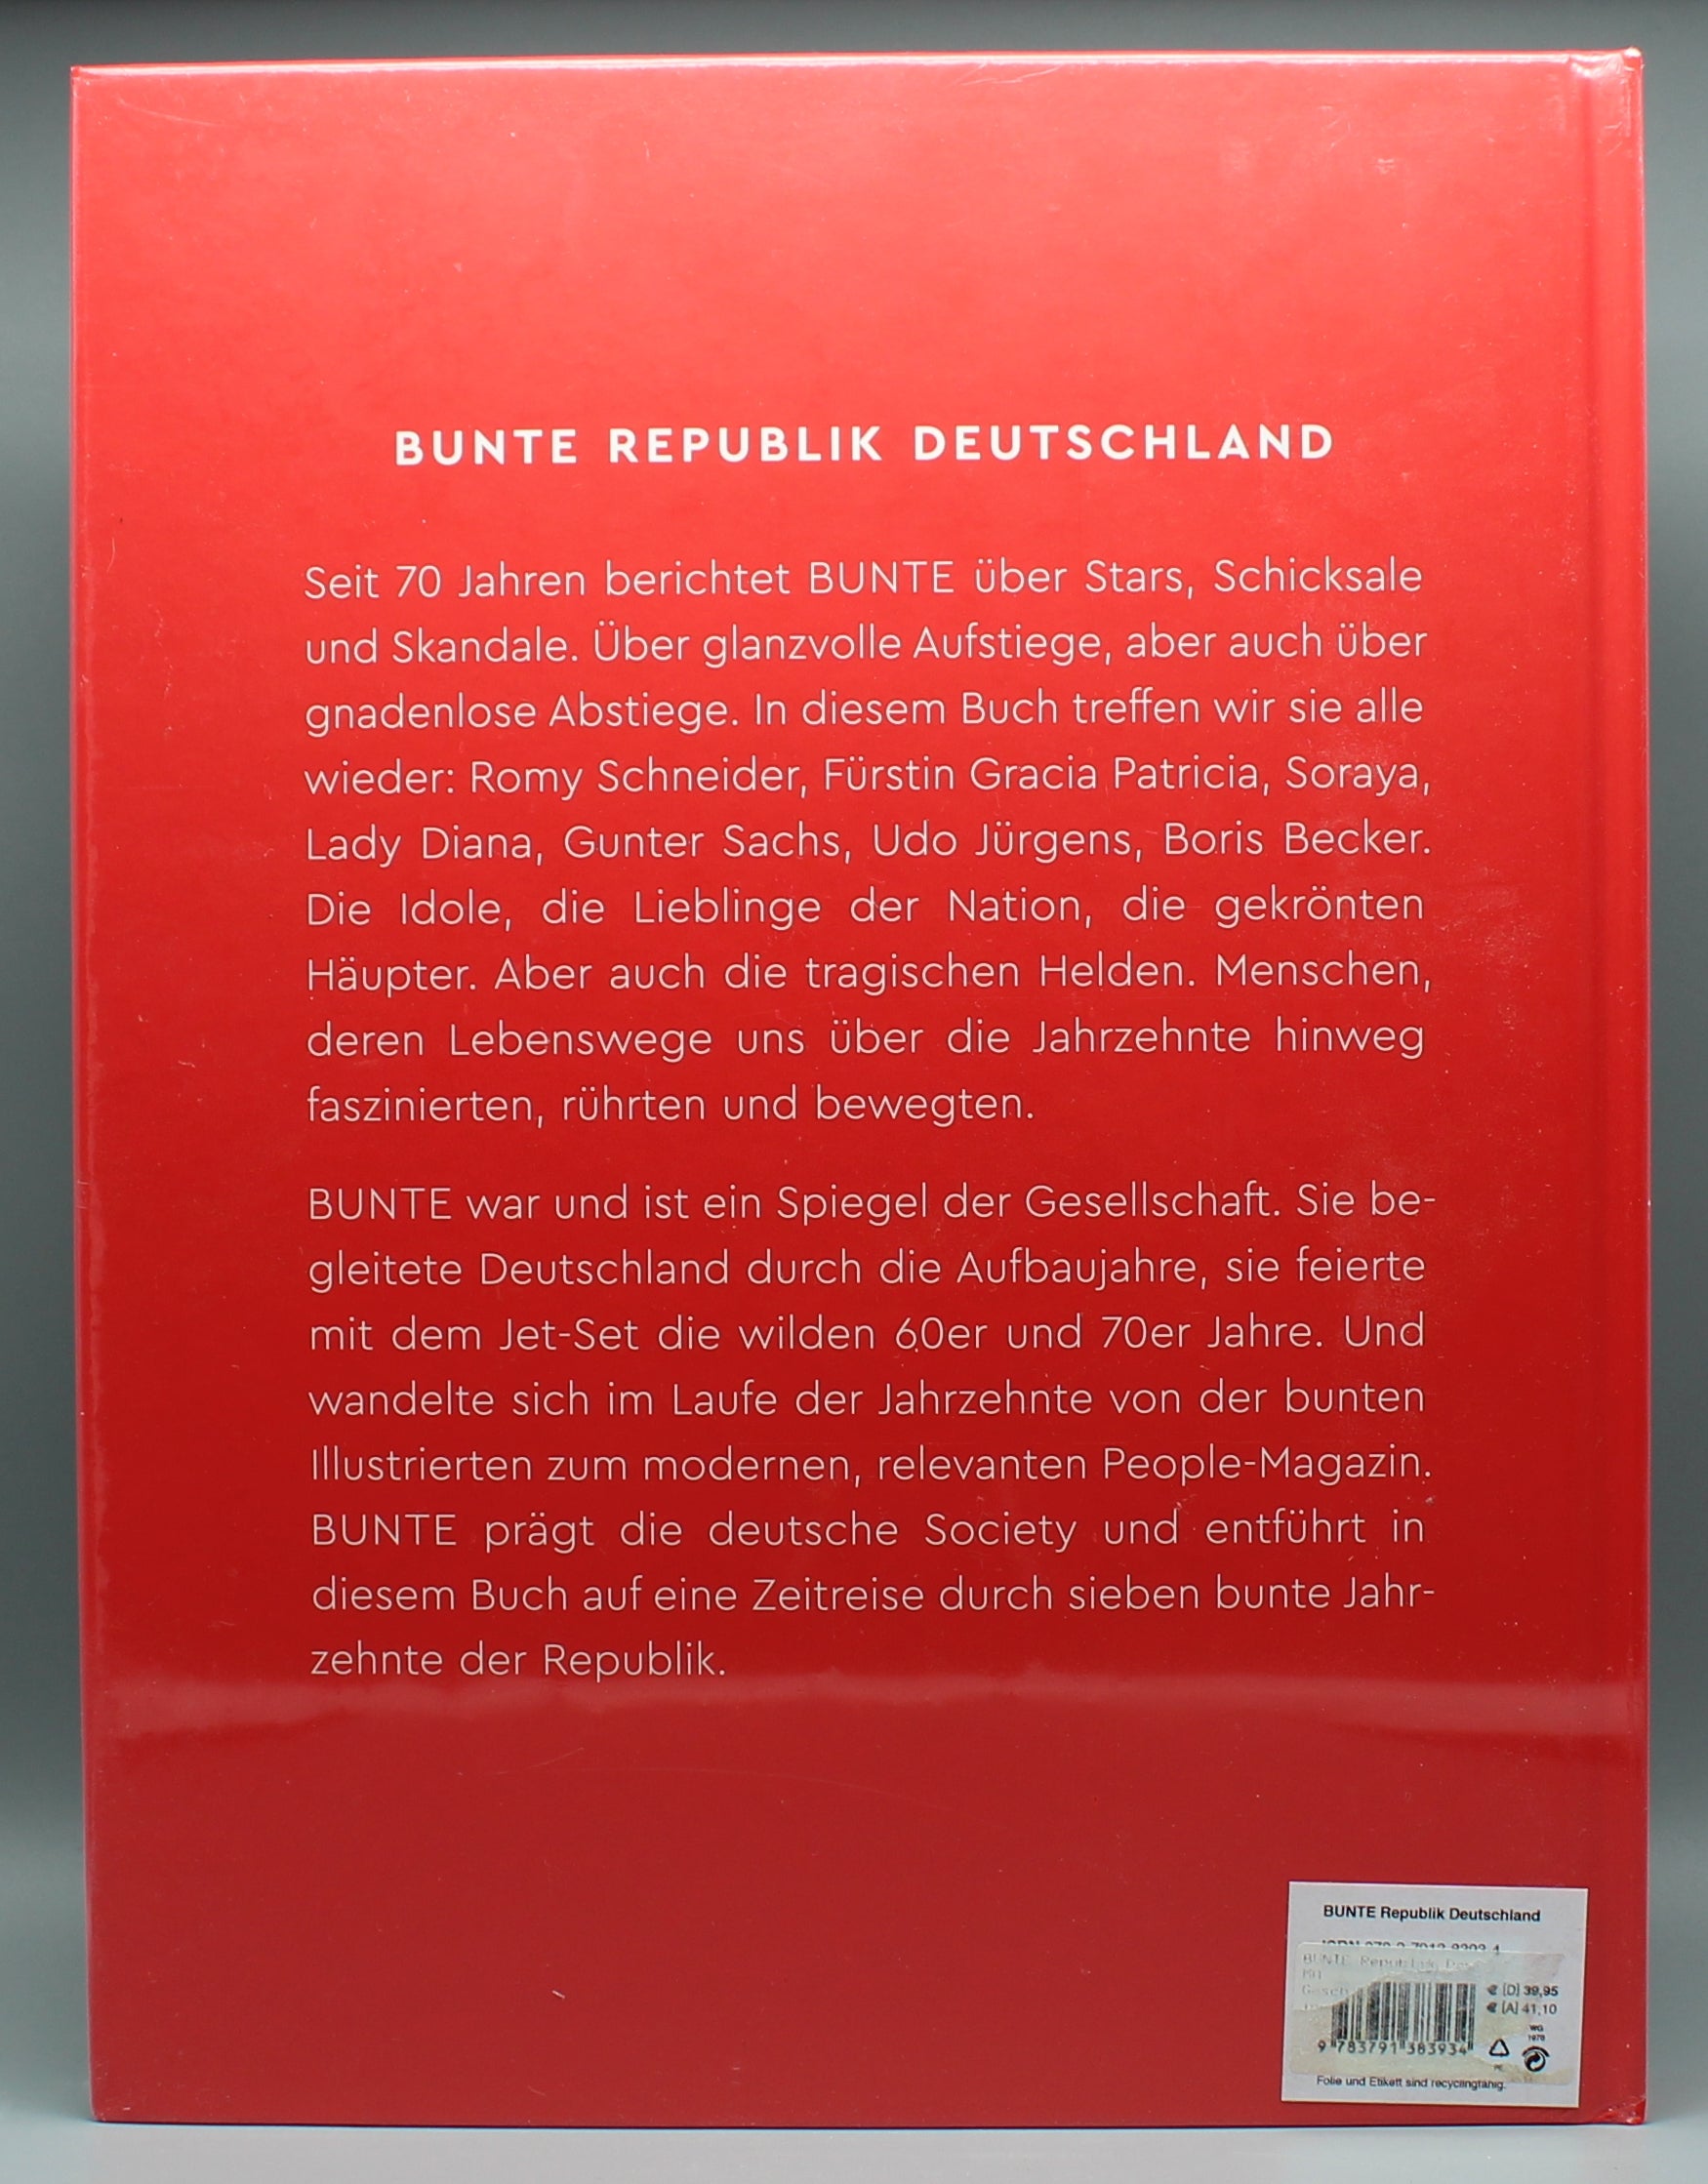 BUNTE REPUBLIK DEUTSCHLAND
Seit 70 Jahren berichtet BUNTE über Stars, Schicksale
und Skandale. Über glanzvolle Aufstiege, aber auch über
gnadenlose Abstiege. In diesem Buch treffen wir sie alle
wieder: Romy Schneider, Fürstin Gracia Patricia, Soraya,
Lady Diana, Gunter Sachs, Udo Jürgens, Boris Becker.
Die Idole, die Lieblinge der Nation, die gekrönten
Häupter. Aber auch die tragischen Helden. Menschen,
deren Lebenswege uns über die Jahrzehnte hinweg
faszinierten, rührten und bewegten.
BUNTE war und ist ein Spiegel der Gesellschaft. Sie be-
gleitete Deutschland durch die Aufbaujahre, sie feierte
mit dem Jet-Set die wilden 60er und 70er Jahre. Und
wandelte sich im Laufe der Jahrzehnte von der bunten
Illustrierten zum modernen, relevanten People-Magazin.
BUNTE prägt die deutsche Society und entführt in
diesem Buch auf eine Zeitreise durch sieben bunte Jahr-
zehnte der Republik.
BUNTE Republik Deutschland
BUNTE Republik
€ [D] 39,95
€ [A] 41,10
WG
1978
9 783791 383934
PE
Folie und Etikett sind recyclingfähig.